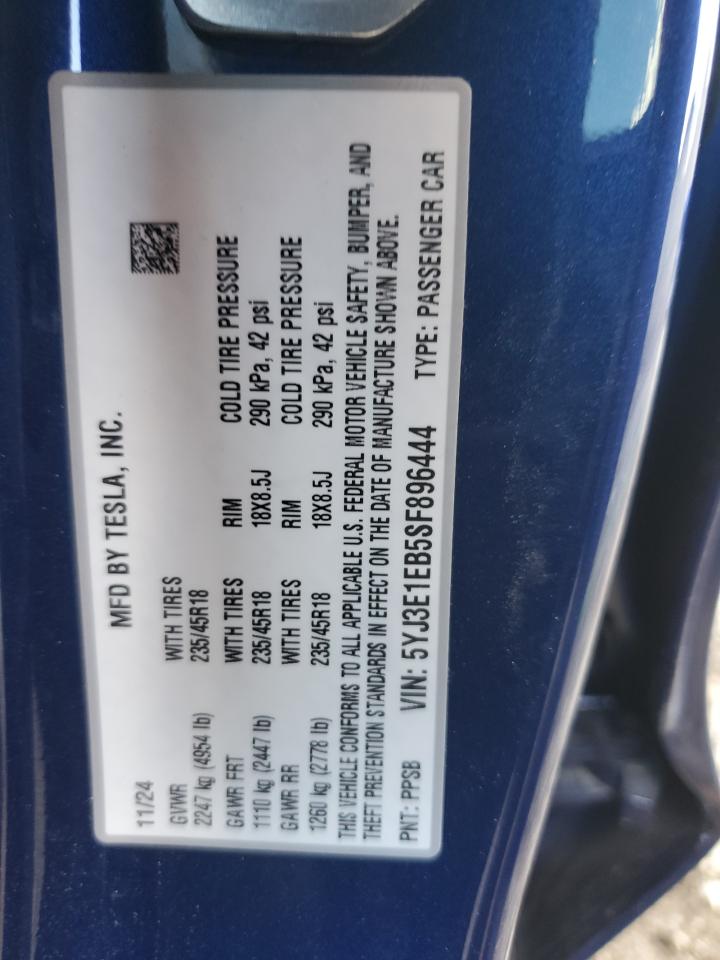 MFD BY TESLA, INC.
11/24
GVWR WITH TIRES
2247 kg (4954 lb) 235/45R18
GAWR FRT WITH TIRES RIM COLD TIRE PRESSURE
1110 kg (2447 lb) 235/45R18 18X8.5J 290 kPa, 42 psi
GAWR RR WITH TIRES RIM COLD TIRE PRESSURE
1260 kg (2778 lb) 235/45R18 18X8.5J 290 kPa, 42 psi
THIS VEHICLE CONFORMS TO ALL APPLICABLE U.S. FEDERAL MOTOR VEHICLE SAFETY, BUMPER, AND
THEFT PREVENTION STANDARDS IN EFFECT ON THE DATE OF MANUFACTURE SHOWN ABOVE.
PNT: PPSB VIN: 5YJ3E1EB5SF896444 TYPE: PASSENGER CAR